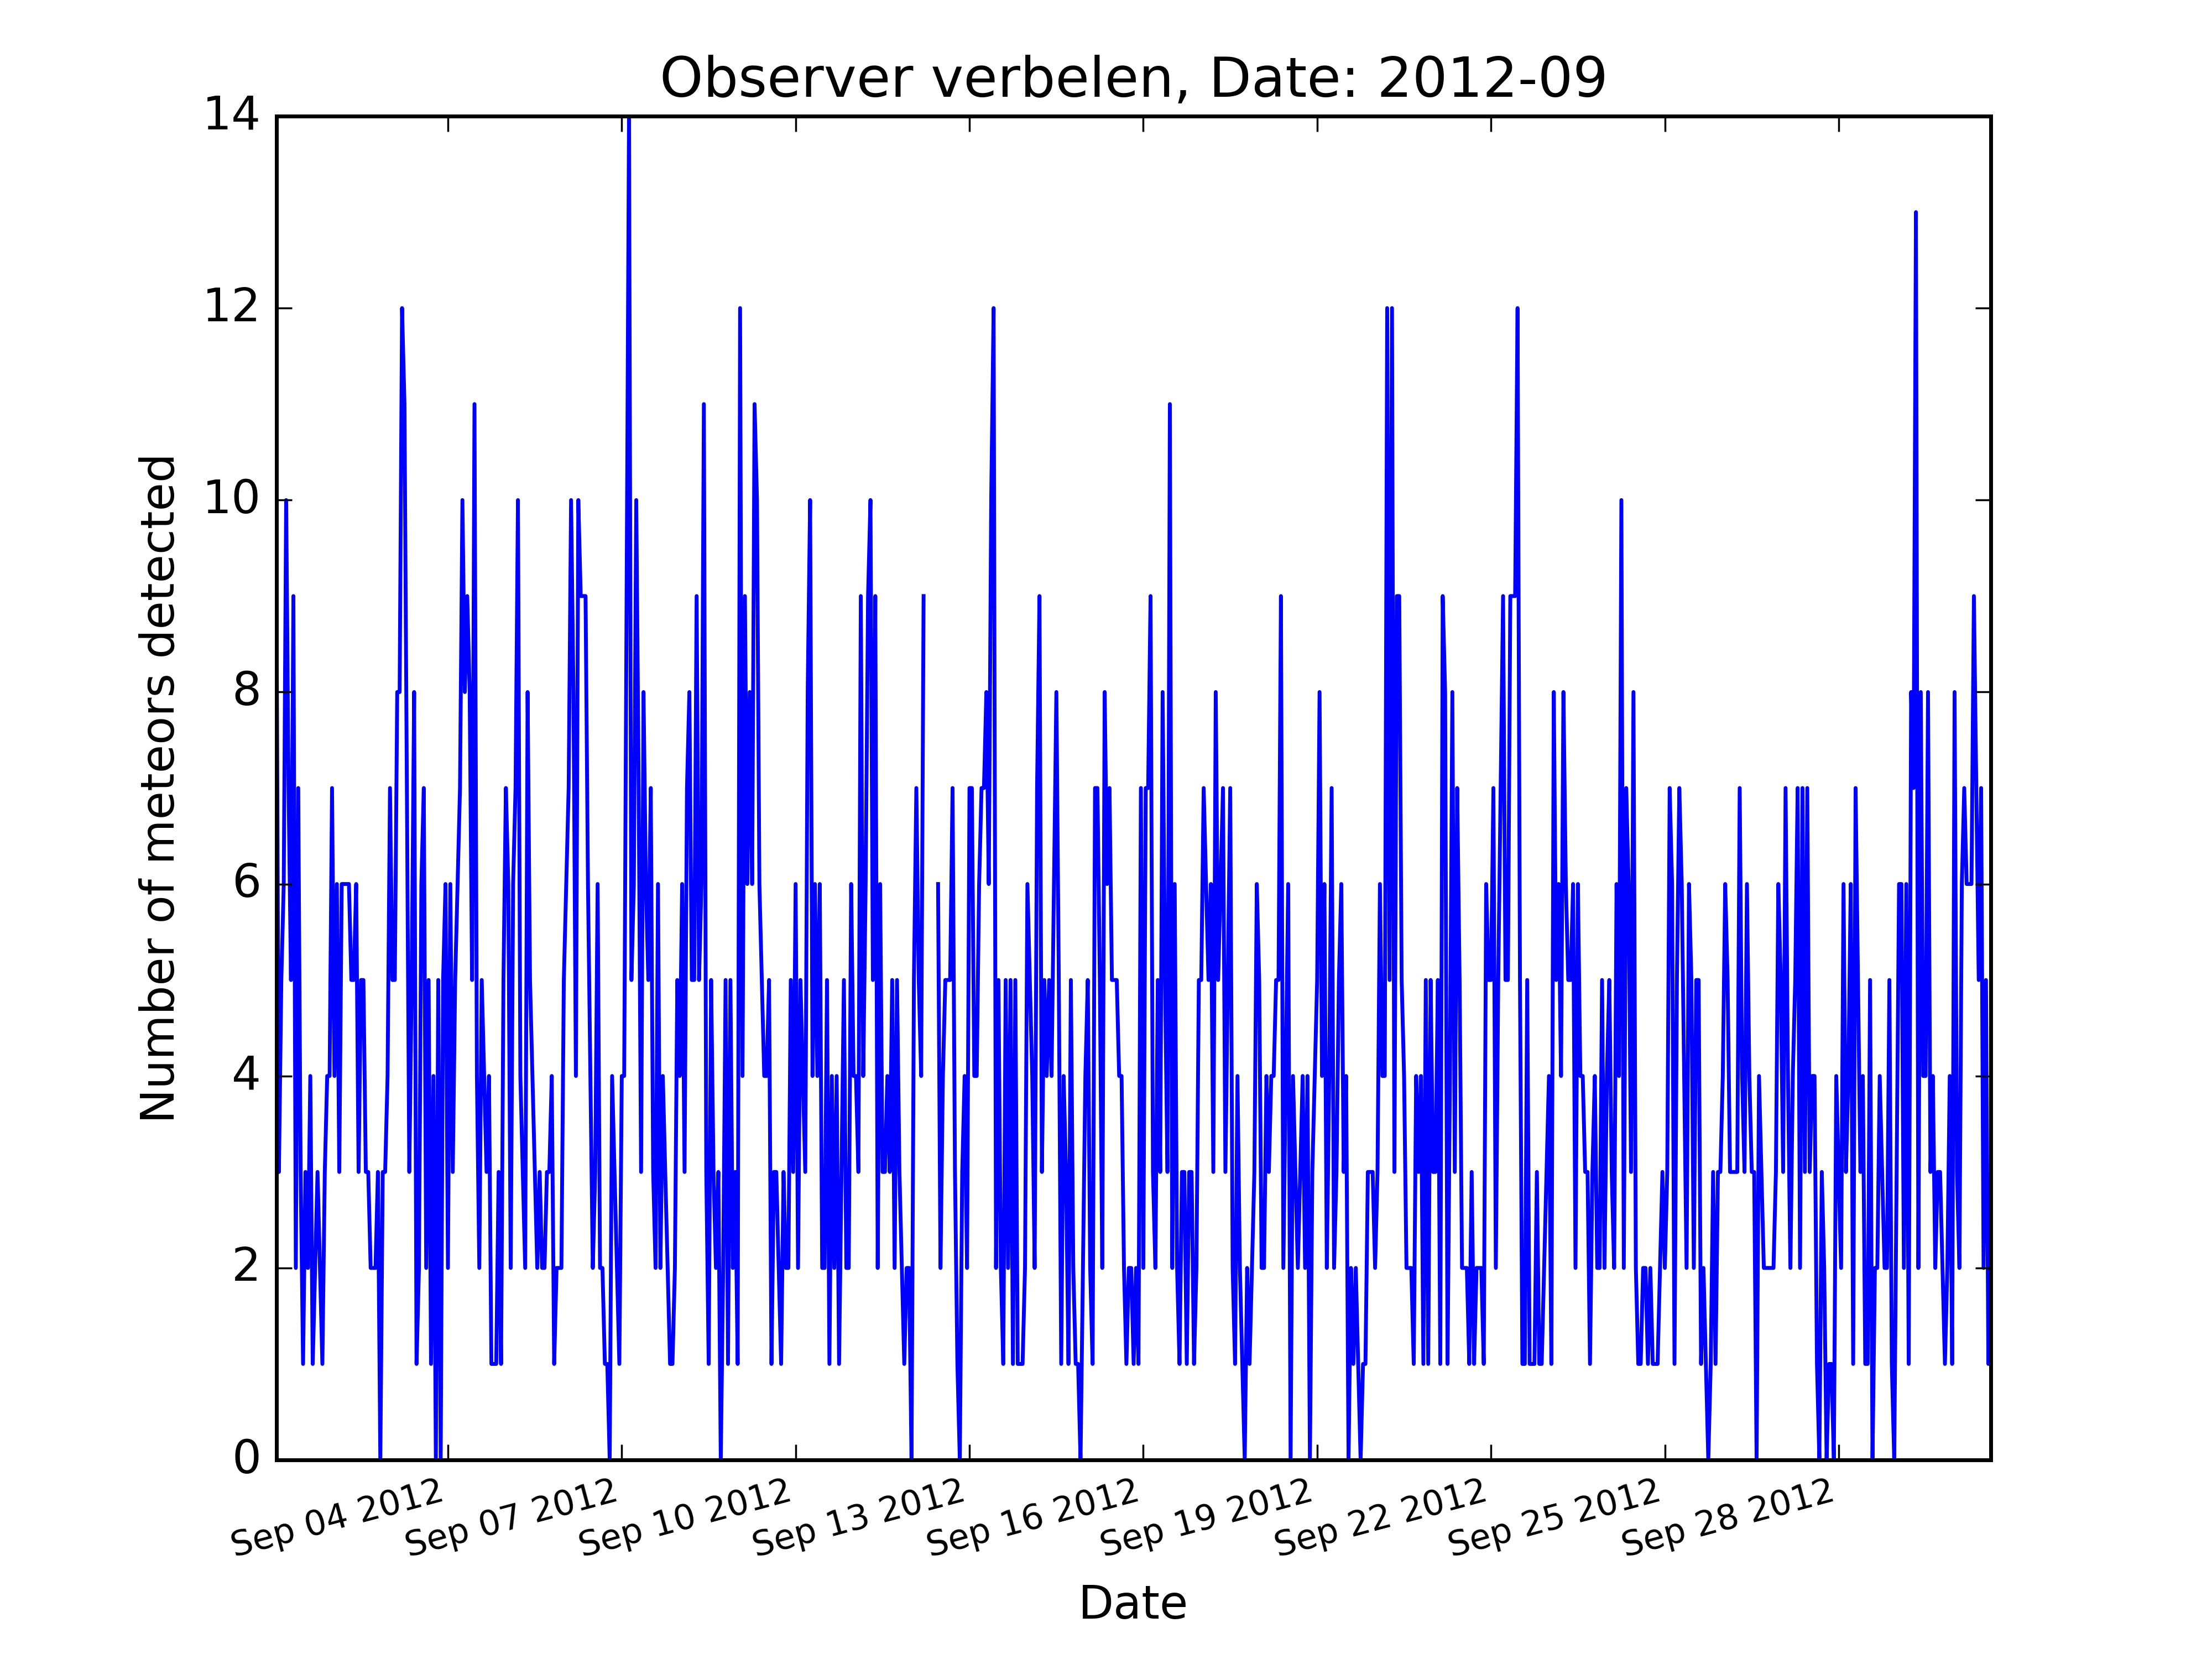 Observer verbelen, Date: 2012-09
14
12
10
8
6
4
2
0
Number of meteors detected
Sep 04 2012
Sep 07 2012
Sep 10 2012
Sep 13 2012
Sep 16 2012
Sep 19 2012
Sep 22 2012
Sep 25 2012
Sep 28 2012
Date